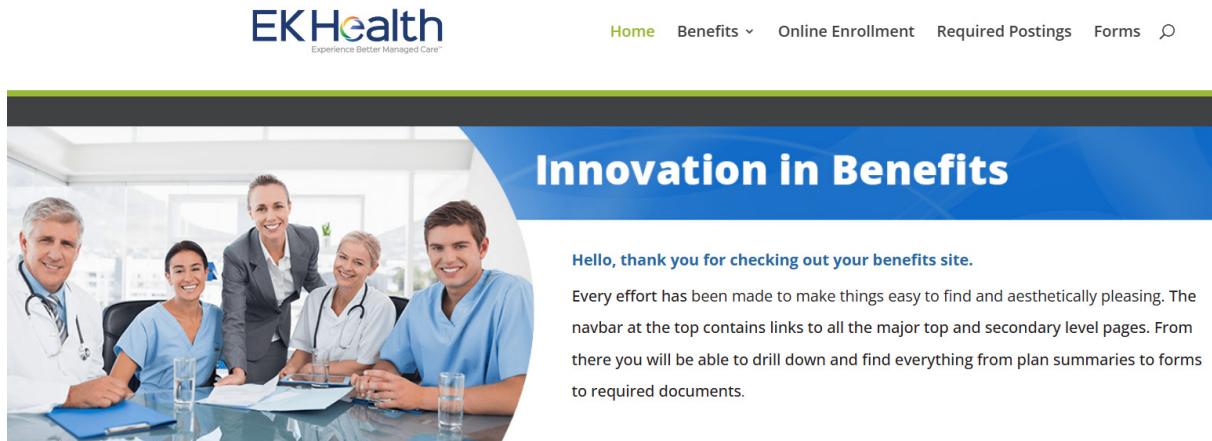 EKHealth
Experience Better Managed Care™
Home Benefits Online Enrollment Required Postings Forms
Innovation in Benefits
Hello, thank you for checking out your benefits site.
Every effort has been made to make things easy to find and aesthetically pleasing. The
navbar at the top contains links to all the major top and secondary level pages. From
there you will be able to drill down and find everything from plan summaries to forms
to required documents.